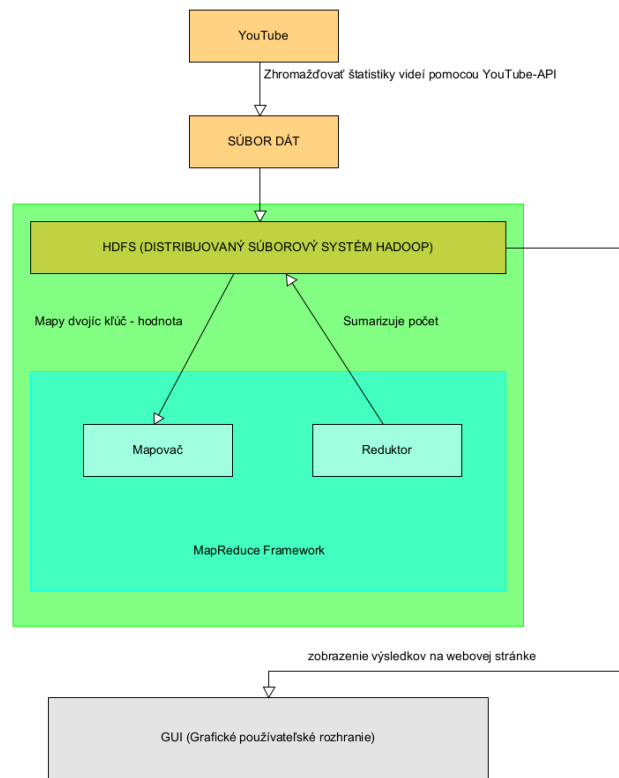 YouTube
Zhromažďovať štatistiky videí pomocou YouTube-API
SÚBOR DÁT
HDFS (DISTRIBUOVANÝ SÚBOROVÝ SYSTÉM HADOOP)
Mapy dvojíc kľúč - hodnota
Sumarizuje počet
Mapovač
Reduktor
MapReduce Framework
zobrazenie výsledkov na webovej stránke
GUI (Grafické používateľské rozhranie)